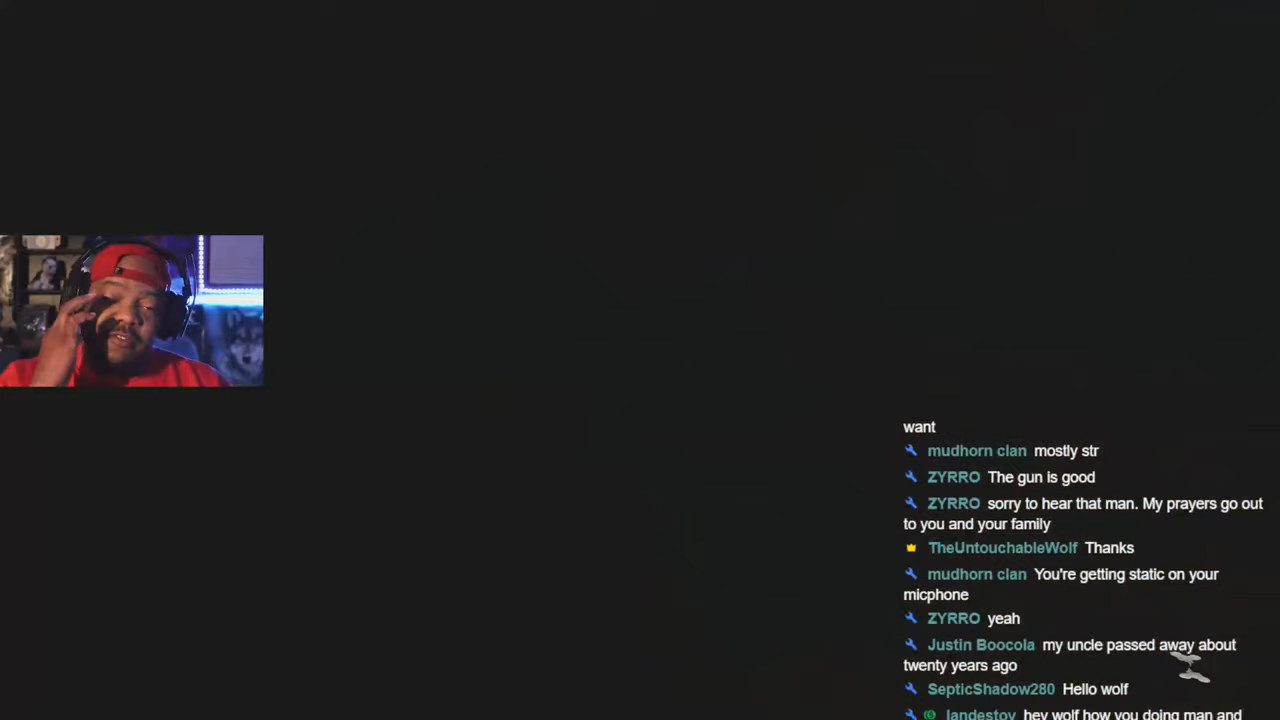 want
mudhorn clan mostly str
ZYRRO The gun is good
ZYRRO sorry to hear that man. My prayers go out
to you and your family
TheUntouchableWolf Thanks
mudhorn clan You're getting static on your
micphone
ZYRRO yeah
Justin Boocola my uncle passed away about
twenty years ago
SepticShadow280 Hello wolf
landestoy hey wolf how you doing man and